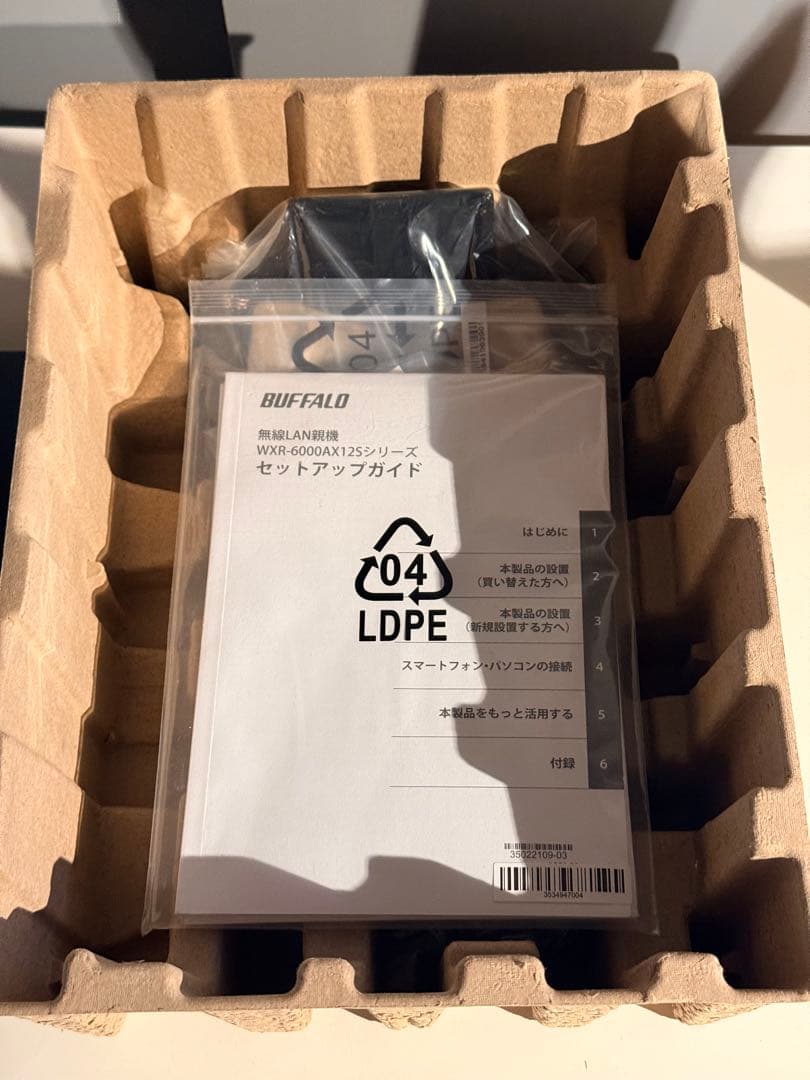 04
BUFFALO
無線LAN親機
WXR-6000AX12Sシリーズ
セットアップガイド
はじめに 1
本製品の設置
(買い替えた方へ) 2
本製品の設置
(新規設置する方へ) 3
スマートフォン・パソコンの接続 4
本製品をもっと活用する 5
付録 6
04
LDPE
35022109-03
3534947004